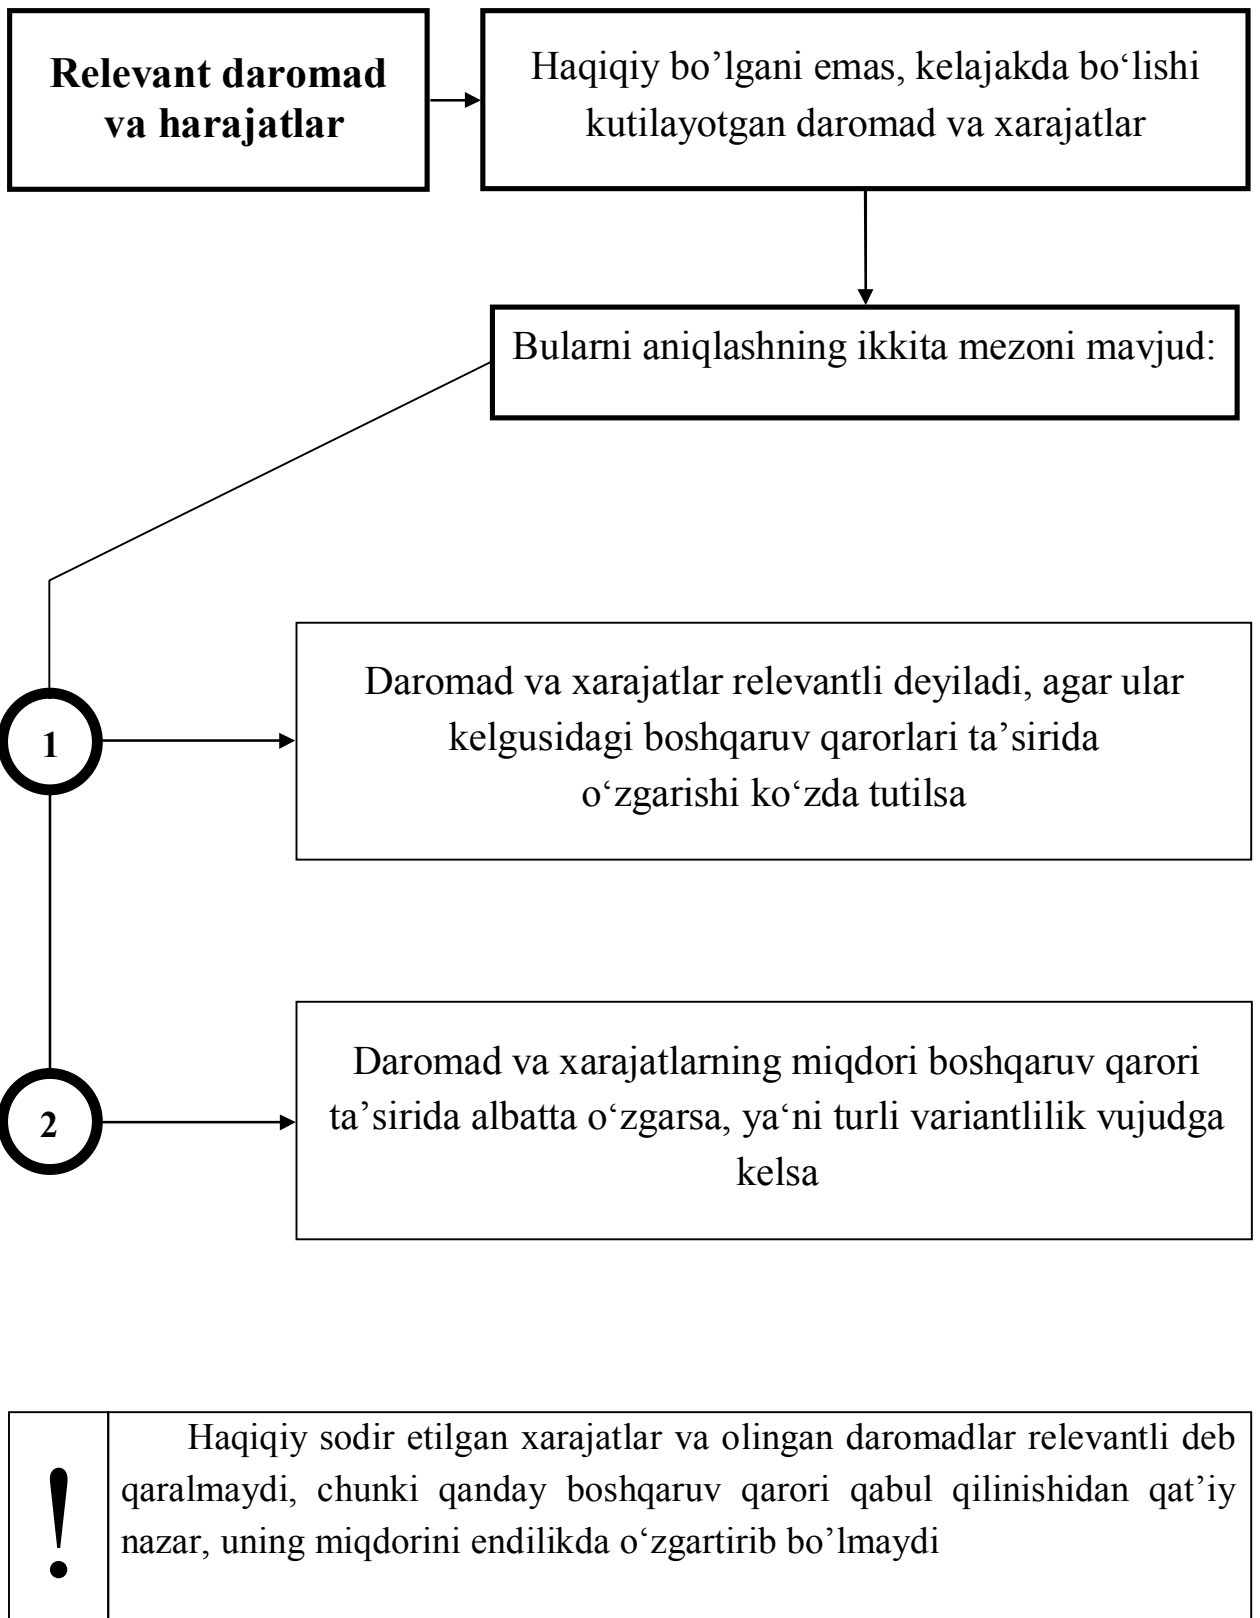 Relevant daromad
va harajatlar
Haqiqiy bo’lgani emas, kelajakda bo‘lishi
kutilayotgan daromad va xarajatlar
Bularni aniqlashning ikkita mezoni mavjud:
1
Daromad va xarajatlar relevantli deyiladi, agar ular
kelgusidagi boshqaruv qarorlari ta’sirida
o‘zgarishi ko‘zda tutilsa
2
Daromad va xarajatlarning miqdori boshqaruv qarori
ta’sirida albatta o‘zgarsa, ya‘ni turli variantlilik vujudga
kelsa
!
Haqiqiy sodir etilgan xarajatlar va olingan daromadlar relevantli deb
qaralmaydi, chunki qanday boshqaruv qarori qabul qilinishidan qat’iy
nazar, uning miqdorini endilikda o‘zgartirib bo’lmaydi